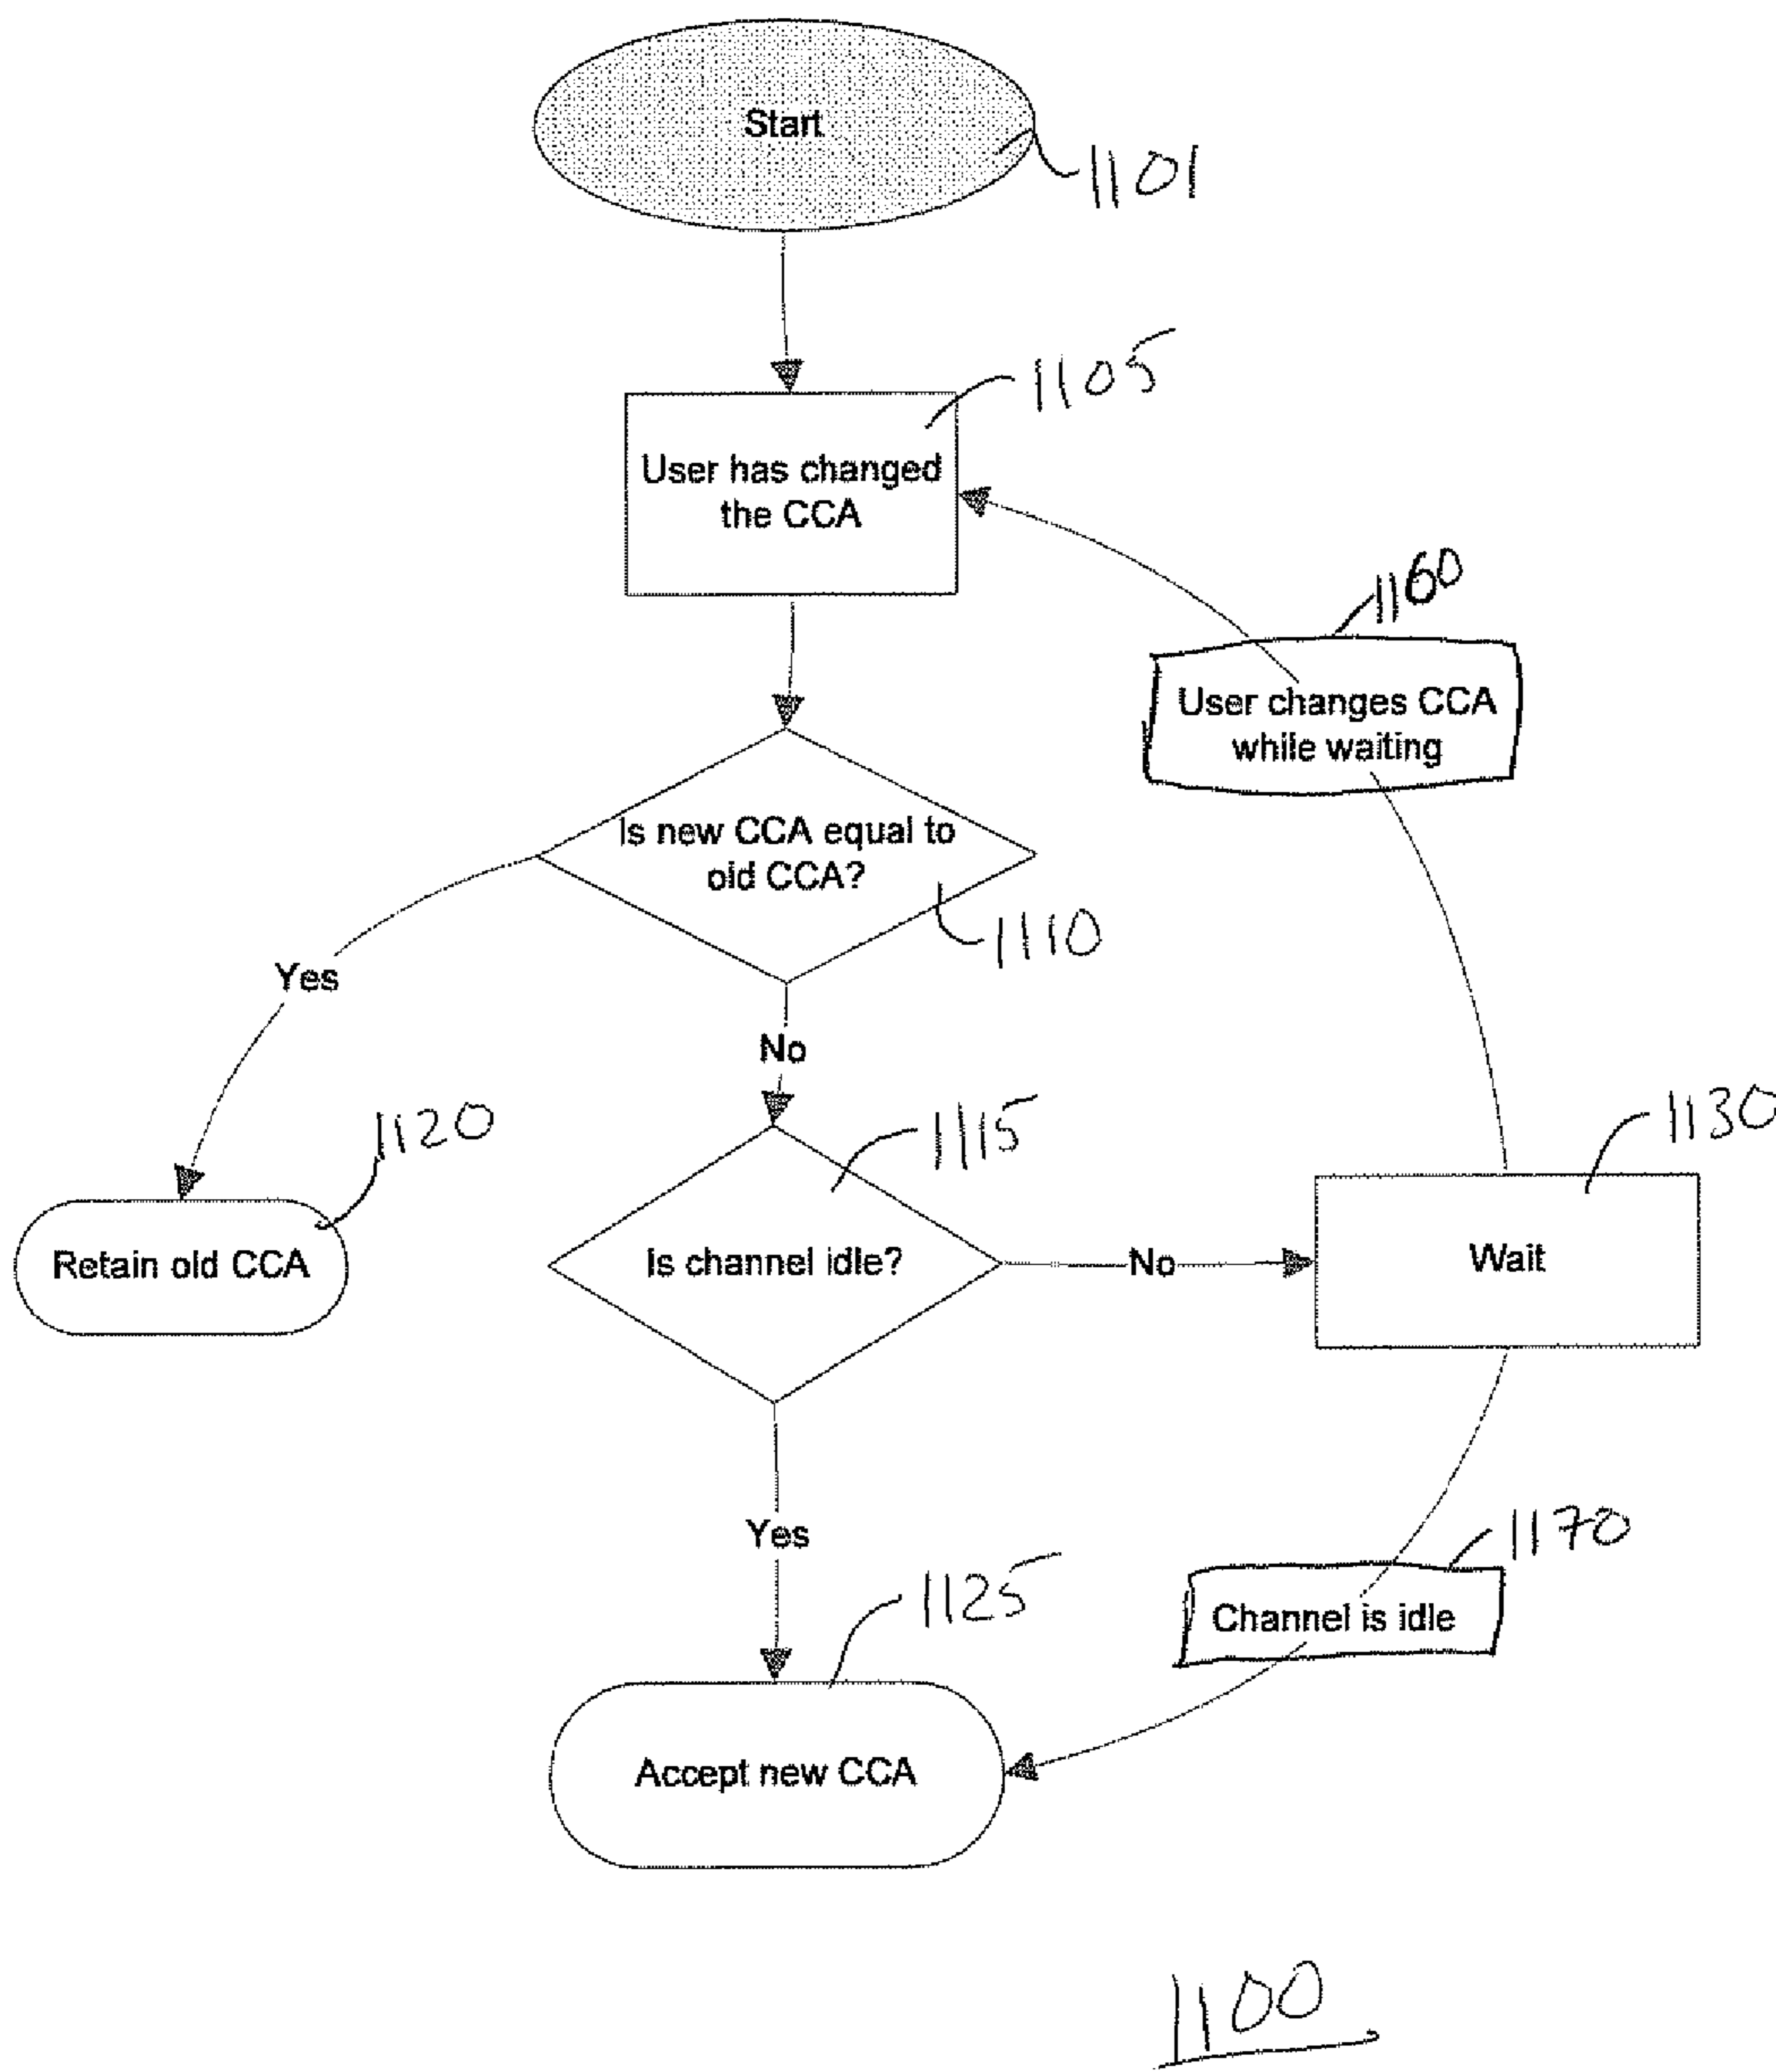 Start
1101
1105
User has changed
the CCA
1160
User changes CCA
while waiting
Is new CCA equal to
old CCA?
1110
Yes
No
1120
1115
1130
Retain old CCA
Is channel idle?
No
Wait
Yes
1170
1125
Channel is idle
Accept new CCA
1100